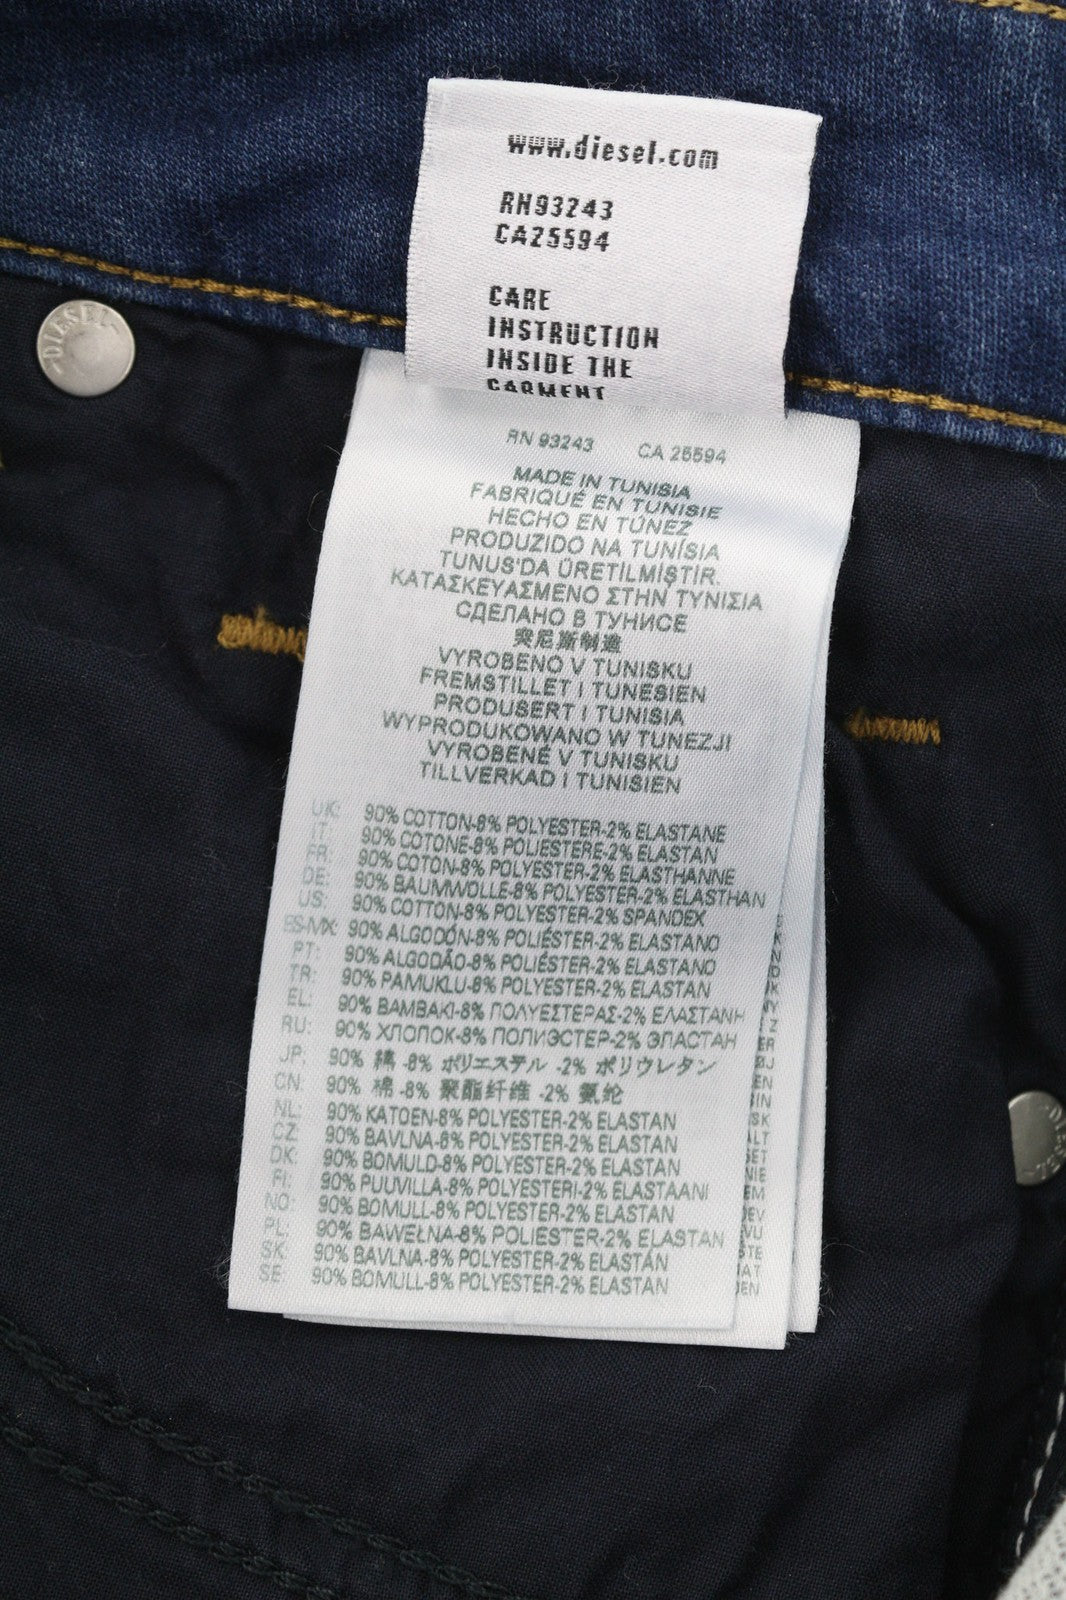 www.diesel.com
RN93243
CA25594
CARE
INSTRUCTION
INSIDE THE
GARMENT
DIESEL
RN 93243 CA 25594
MADE IN TUNISIA
FABRIQUÉ EN TUNISIE
HECHO EN TÚNEZ
PRODUZIDO NA TUNÍSIA
TUNUS'DA ÜRETİLMİŞTİR.
ΚΑΤΑΣΚΕΥΑΣΜΕΝΟ ΣΤΗΝ ΤΥΝΙΣΙΑ
СДЕЛАНО В ТУНИСЕ
突尼斯制造
VYROBENO V TUNISKU
FREMSTILLET I TUNESIEN
PRODUSERT I TUNISIA
WYPRODUKOWANO W TUNEZJI
VYROBENÉ V TUNISKU
TILLVERKAD I TUNISIEN
UK: 90% COTTON-8% POLYESTER-2% ELASTANE
IT: 90% COTONE-8% POLIESTERE-2% ELASTAN
FR: 90% COTON-8% POLYESTER-2% ELASTHANNE
DE: 90% BAUMWOLLE-8% POLYESTER-2% ELASTHAN
US: 90% COTTON-8% POLYESTER-2% SPANDEX
ES-MX: 90% ALGODÓN-8% POLIÉSTER-2% ELASTANO
PT: 90% ALGODÃO-8% POLIÉSTER-2% ELASTANO
TR: 90% PAMUKLU-8% POLYESTER-2% ELASTAN
EL: 90% ΒΑΜΒΑΚΙ-8% ΠΟΛΥΕΣΤΕΡΑΣ-2% ΕΛΑΣΤΑΝΗ
RU: 90% ХЛОПОК-8% ПОЛИЭСТЕР-2% ЭЛАСТАН
JP: 90% 綿 -8% ポリエステル -2% ポリウレタン
CN: 90% 棉 -8% 聚酯纤维 -2% 氨纶
NL: 90% KATOEN-8% POLYESTER-2% ELASTAN
CZ: 90% BAVLNA-8% POLYESTER-2% ELASTAN
DK: 90% BOMULD-8% POLYESTER-2% ELASTAN
FI: 90% PUUVILLA-8% POLYESTERI-2% ELASTAANI
NO: 90% BOMULL-8% POLYESTER-2% ELASTAN
PL: 90% BAWEŁNA-8% POLIESTER-2% ELASTAN
SK: 90% BAVLNA-8% POLYESTER-2% ELASTÁN
SE: 90% BOMULL-8% POLYESTER-2% ELASTAN